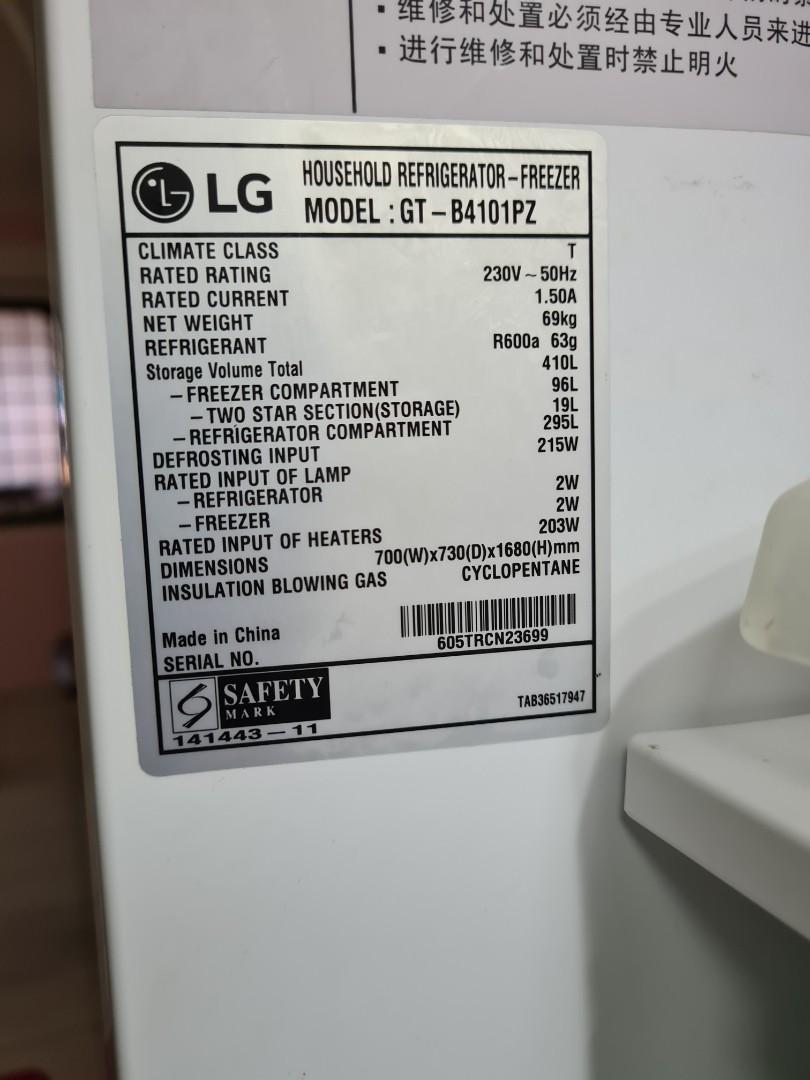 ▪ 维修和处置必须经由专业人员来进
▪ 进行维修和处置时禁止明火
LG
HOUSEHOLD REFRIGERATOR-FREEZER
MODEL : GT-B4101PZ
CLIMATE CLASS T
RATED RATING 230V ~ 50Hz
RATED CURRENT 1.50A
NET WEIGHT 69kg
REFRIGERANT R600a 63g
Storage Volume Total 410L
- FREEZER COMPARTMENT 96L
- TWO STAR SECTION(STORAGE) 19L
- REFRIGERATOR COMPARTMENT 295L
DEFROSTING INPUT 215W
RATED INPUT OF LAMP
- REFRIGERATOR 2W
- FREEZER 2W
RATED INPUT OF HEATERS 203W
DIMENSIONS 700(W)x730(D)x1680(H)mm
INSULATION BLOWING GAS CYCLOPENTANE
Made in China
SERIAL NO. 605TRCN23699
SAFETY
MARK
141443-11
TAB36517947